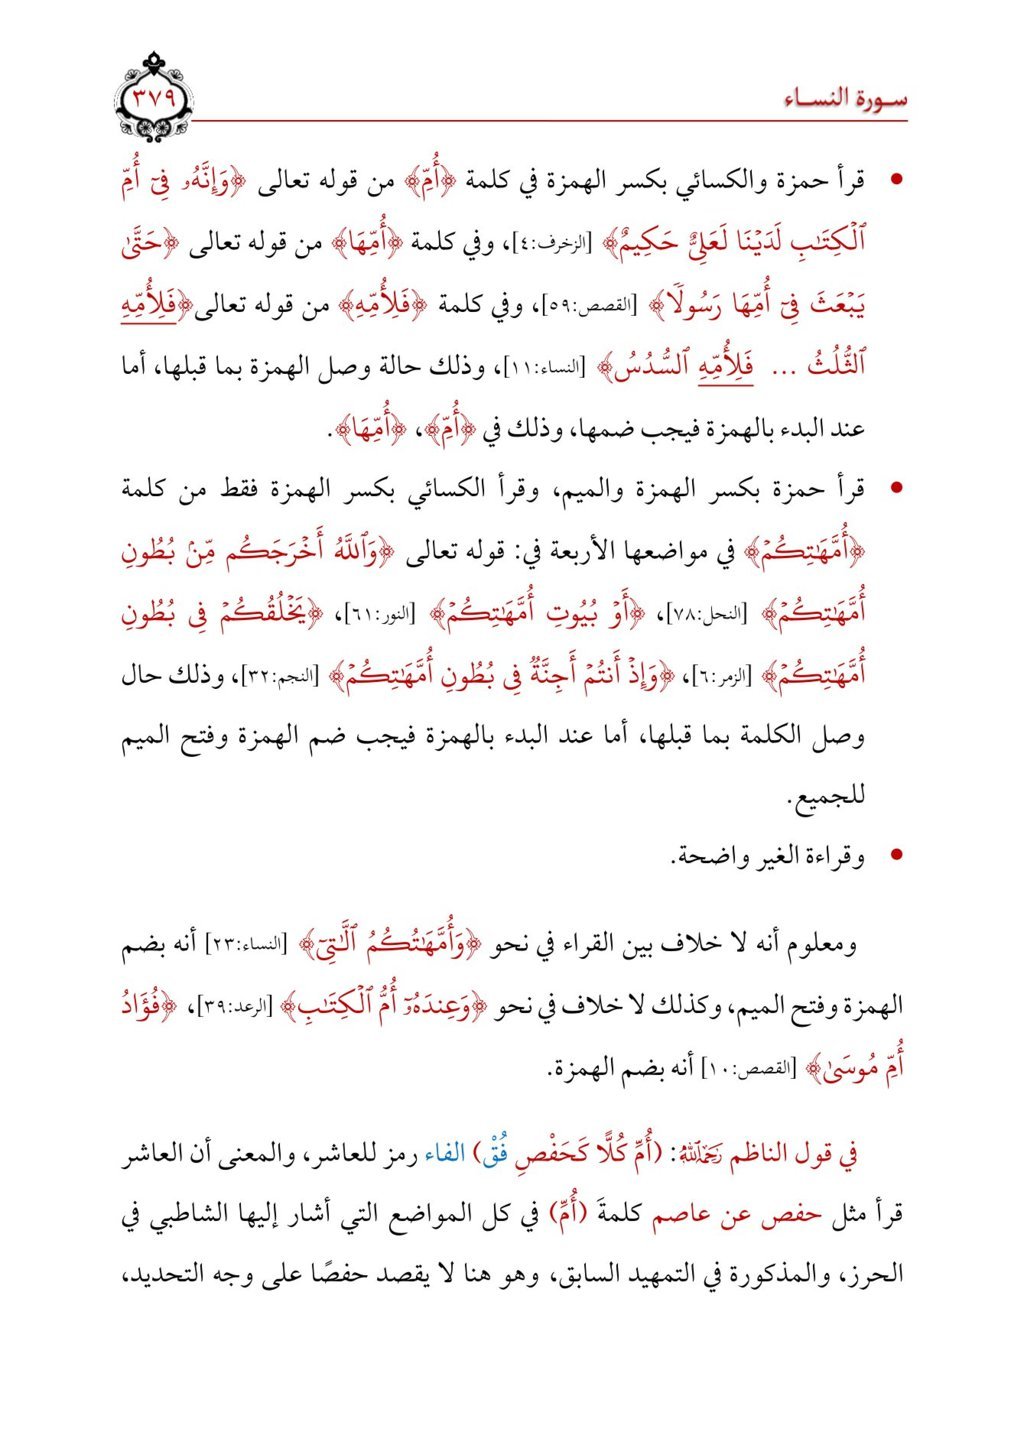 سورة النساء
٣٧٩
• قرأ حمزة والكسائي بكسر الهمزة في كلمة ﴿أُمِّ﴾ من قوله تعالى ﴿وَإِنَّهُۥ فِيٓ أُمِّ
ٱلۡكِتَٰبِ لَدَيۡنَا لَعَلِيٌّ حَكِيمٌ﴾ [الزخرف:٤]، وفي كلمة ﴿أُمِّهَا﴾ من قوله تعالى ﴿حَتَّىٰ
يَبۡعَثَ فِيٓ أُمِّهَا رَسُولٗا﴾ [القصص:٥٩]، وفي كلمة ﴿فَلِأُمِّهِ﴾ من قوله تعالى ﴿فَلِأُمِّهِ
ٱلثُّلُثُ ... فَلِأُمِّهِ ٱلسُّدُسُ﴾ [النساء:١١]، وذلك حالة وصل الهمزة بما قبلها، أما
عند البدء بالهمزة فيجب ضمها، وذلك في ﴿أُمِّ﴾، ﴿أُمِّهَا﴾.
• قرأ حمزة بكسر الهمزة والميم، وقرأ الكسائي بكسر الهمزة فقط من كلمة
﴿أُمَّهَٰتِكُمۡ﴾ في مواضعها الأربعة في: قوله تعالى ﴿وَٱللَّهُ أَخۡرَجَكُم مِّنۢ بُطُونِ
أُمَّهَٰتِكُمۡ﴾ [النحل:٧٨]، ﴿أَوۡ بُيُوتِ أُمَّهَٰتِكُمۡ﴾ [النور:٦١]، ﴿يَخۡلُقُكُمۡ فِي بُطُونِ
أُمَّهَٰتِكُمۡ﴾ [الزمر:٦]، ﴿وَإِذۡ أَنتُمۡ أَجِنَّةٞ فِي بُطُونِ أُمَّهَٰتِكُمۡ﴾ [النجم:٣٢]، وذلك حال
وصل الكلمة بما قبلها، أما عند البدء بالهمزة فيجب ضم الهمزة وفتح الميم
للجميع.
• وقراءة الغير واضحة.
ومعلوم أنه لا خلاف بين القراء في نحو ﴿وَأُمَّهَٰتُكُمُ ٱلَّٰتِيٓ﴾ [النساء:٢٣] أنه بضم
الهمزة وفتح الميم، وكذلك لا خلاف في نحو ﴿وَعِندَهُۥٓ أُمُّ ٱلۡكِتَٰبِ﴾ [الرعد:٣٩]، ﴿فُؤَادُ
أُمِّ مُوسَىٰ﴾ [القصص:١٠] أنه بضم الهمزة.
في قول الناظم رَحِمَهُ ٱللَّهُ: (أُمِّ كُلًّا كَحَفْصٍ فُقْ) الفاء رمز للعاشر، والمعنى أن العاشر
قرأ مثل حفص عن عاصم كلمةَ (أُمِّ) في كل المواضع التي أشار إليها الشاطبي في
الحرز، والمذكورة في التمهيد السابق، وهو هنا لا يقصد حفصًا على وجه التحديد،